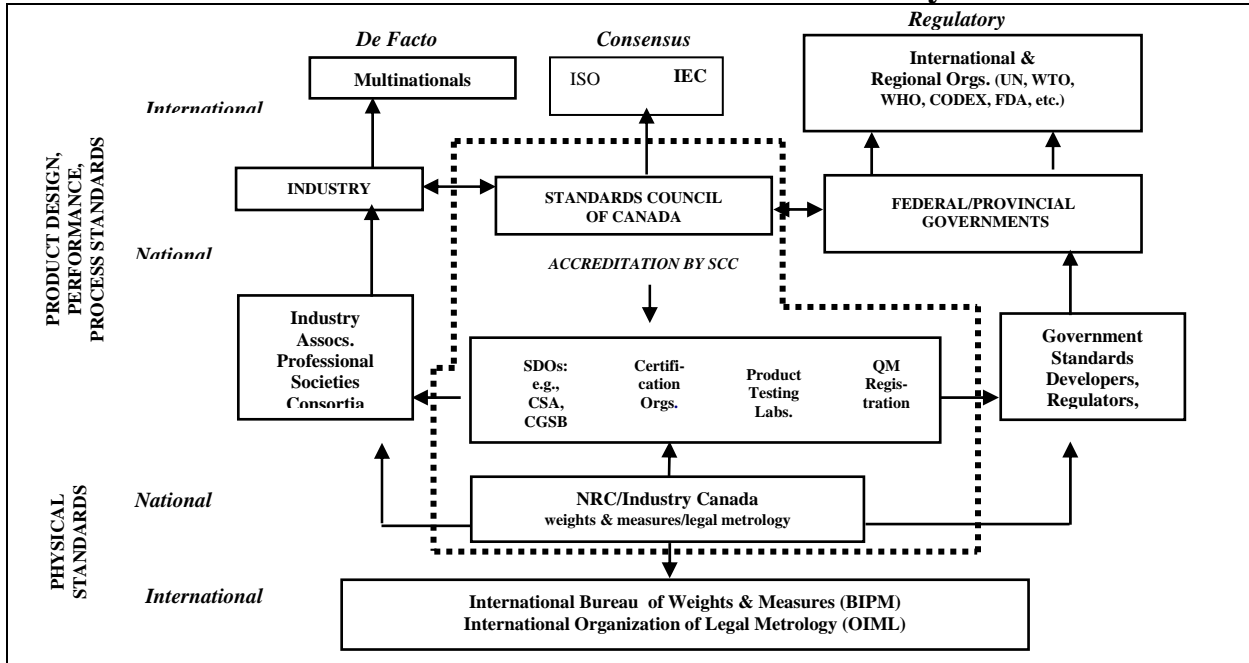 Regulatory
De Facto
Consensus
Multinationals
ISO IEC
International &
Regional Orgs. (UN, WTO,
WHO, CODEX, FDA, etc.)
International
PRODUCT DESIGN,
PERFORMANCE,
PROCESS STANDARDS
INDUSTRY
STANDARDS COUNCIL
OF CANADA
FEDERAL/PROVINCIAL
GOVERNMENTS
National
ACCREDITATION BY SCC
Industry
Assocs.
Professional
Societies
Consortia
SDOs:
e.g.,
CSA,
CGSB
Certifi-
cation
Orgs.
Product
Testing
Labs.
QM
Regis-
tration
Government
Standards
Developers,
Regulators,
PHYSICAL
STANDARDS
National
NRC/Industry Canada
weights & measures/legal metrology
International
International Bureau of Weights & Measures (BIPM)
International Organization of Legal Metrology (OIML)